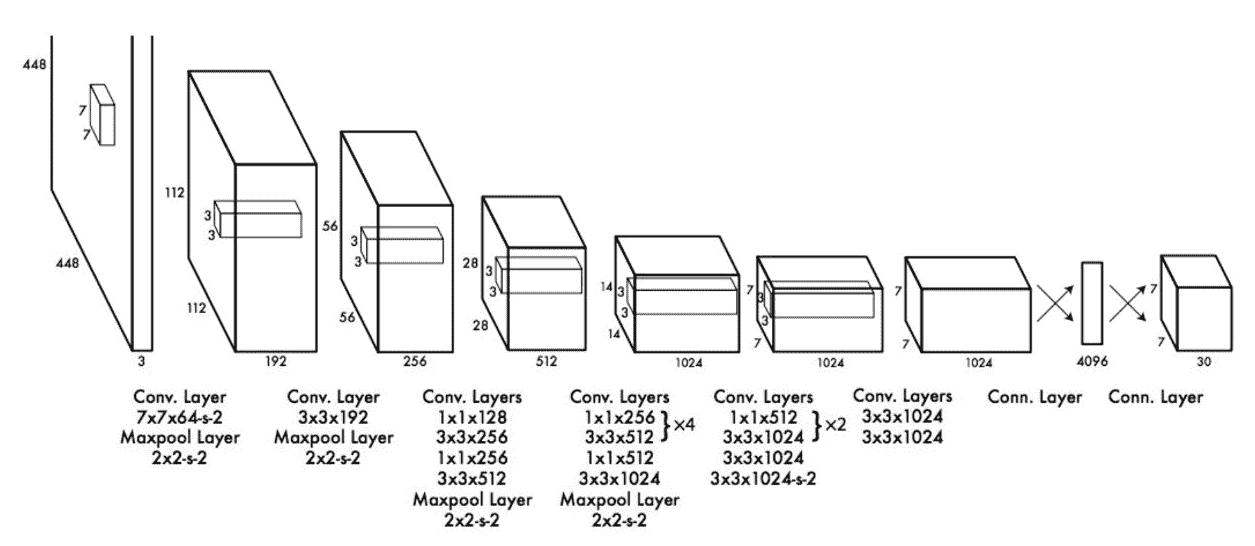 448
7
7
448
3
112
3
3
112
192
56
3
3
56
256
28
3
3
28
512
14
3
3
14
1024
7
3
3
7
1024
7
7
1024
4096
7
7
30
Conv. Layer
7x7x64-s-2
Maxpool Layer
2x2-s-2
Conv. Layer
3x3x192
Maxpool Layer
2x2-s-2
Conv. Layers
1x1x128
3x3x256
1x1x256
3x3x512
Maxpool Layer
2x2-s-2
Conv. Layers
1x1x256
3x3x512
}×4
1x1x512
3x3x1024
Maxpool Layer
2x2-s-2
Conv. Layers
1x1x512
3x3x1024
}×2
3x3x1024
3x3x1024-s-2
Conv. Layers
3x3x1024
3x3x1024
Conn. Layer
Conn. Layer